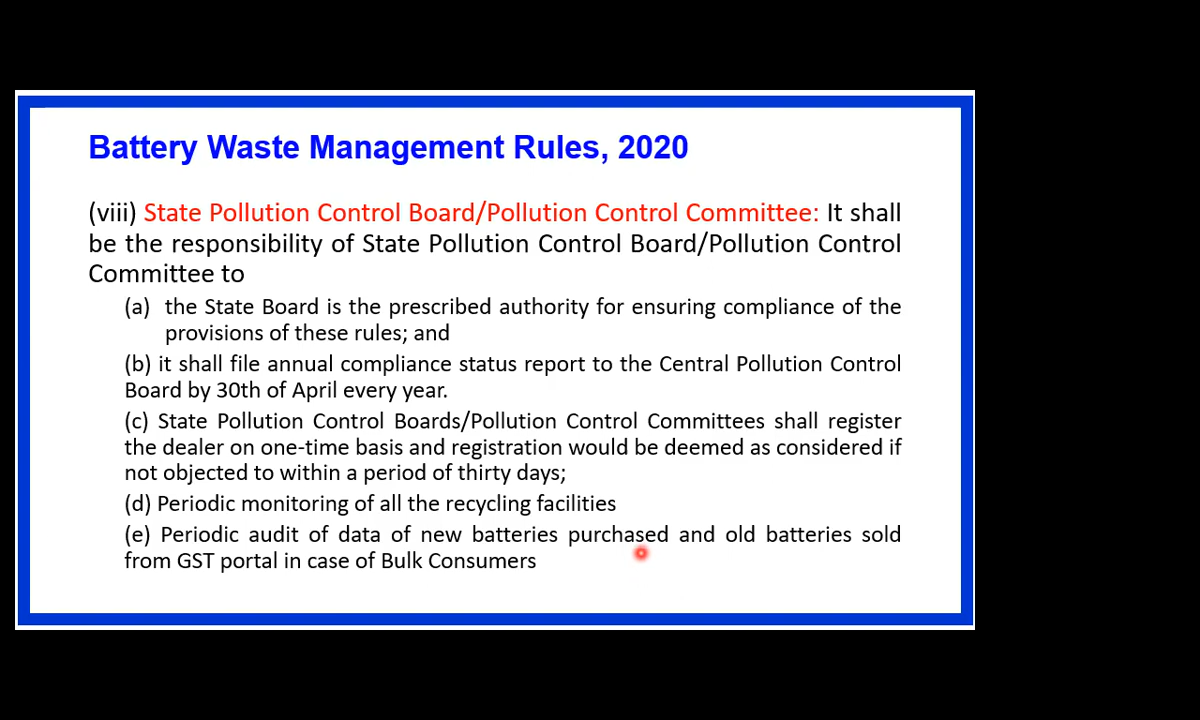 Battery Waste Management Rules, 2020
(viii) State Pollution Control Board/Pollution Control Committee: It shall
be the responsibility of State Pollution Control Board/Pollution Control
Committee to
(a) the State Board is the prescribed authority for ensuring compliance of the
provisions of these rules; and
(b) it shall file annual compliance status report to the Central Pollution Control
Board by 30th of April every year.
(c) State Pollution Control Boards/Pollution Control Committees shall register
the dealer on one-time basis and registration would be deemed as considered if
not objected to within a period of thirty days;
(d) Periodic monitoring of all the recycling facilities
(e) Periodic audit of data of new batteries purchased and old batteries sold
from GST portal in case of Bulk Consumers